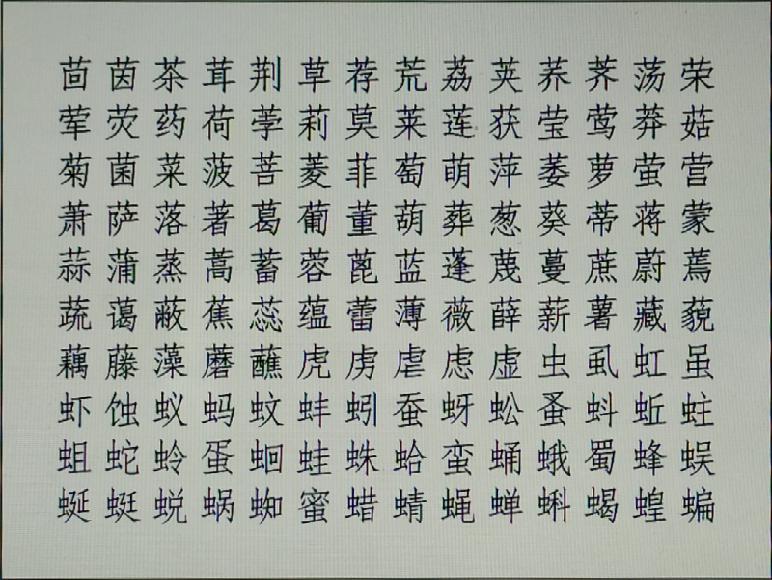 茴茵茶茸荆草荐荒荔荚荞荠荡荣
荤荧药荷荸莉莫莱莲获莹莺莽菇
菊菌菜菠菩菱菲萄萌萍萎萝萤营
萧萨落著葛葡董葫葬葱葵蒂蒋蒙
蒜蒲蒸蒿蓄蓉蓖蓝蓬蔑蔓蔗蔚蔫
蔬蔼蔽蕉蕊蕴蕾薄薇薛薪薯藏藐
藕藤藻蘑蘸虎虏虐虑虚虫虱虹虽
虾蚀蚁蚂蚊蚌蚓蚕蚜蚣蚤蚪蚯蛀
蛆蛇蛉蛋蛔蛙蛛蛤蛮蛹蛾蜀蜂蜈
蜒蜓蜕蜗蜘蜜蜡蜻蝇蝉蝌蝎蝗蝙